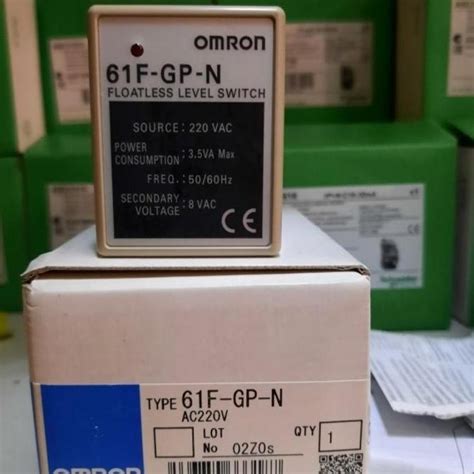 OMRON
61F-GP-N
FLOATLESS LEVEL SWITCH
SOURCE: 220 VAC
POWER CONSUMPTION: 3.5VA Max
FREQ.: 50/60Hz
SECONDARY VOLTAGE: 8 VAC
CE
TYPE 61F-GP-N
AC220V
LOT No 02Z0s
QTY 1
OMRON
Schneider